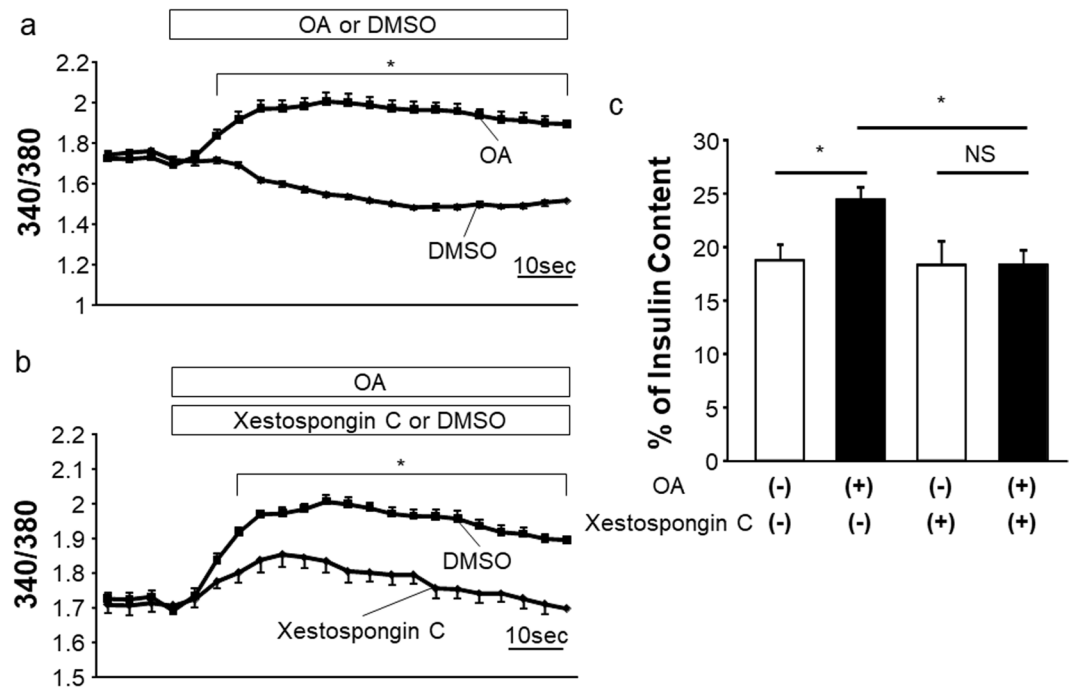 a
OA or DMSO
2.2
2
1.8
1.6
1.4
1.2
1
340/380
*
OA
DMSO
10sec
b
OA
Xestospongin C or DMSO
2.2
2.1
2
1.9
1.8
1.7
1.6
1.5
340/380
*
DMSO
Xestospongin C
10sec
c
*
*
NS
30
25
20
15
10
5
0
% of Insulin Content
OA (-) (+) (-) (+)
Xestospongin C (-) (-) (+) (+)